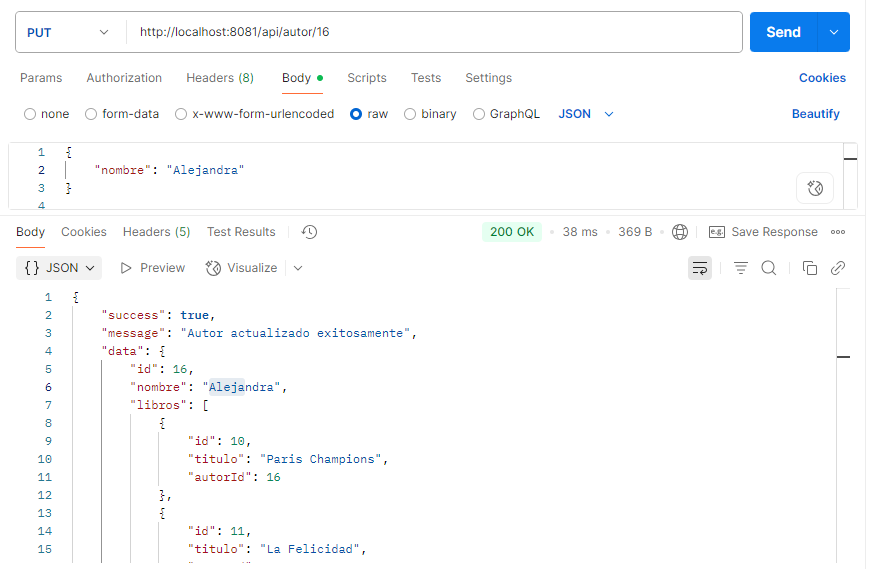 PUT http://localhost:8081/api/autor/16 Send
Params Authorization Headers (8) Body Scripts Tests Settings Cookies
none form-data x-www-form-urlencoded raw binary GraphQL JSON Beautify
1 {
2 "nombre": "Alejandra"
3 }
4
Body Cookies Headers (5) Test Results 200 OK 38 ms 369 B e.g. Save Response
{} JSON Preview Visualize
1 {
2 "success": true,
3 "message": "Autor actualizado exitosamente",
4 "data": {
5 "id": 16,
6 "nombre": "Alejandra",
7 "libros": [
8 {
9 "id": 10,
10 "titulo": "Paris Champions",
11 "autorId": 16
12 },
13 {
14 "id": 11,
15 "titulo": "La Felicidad",